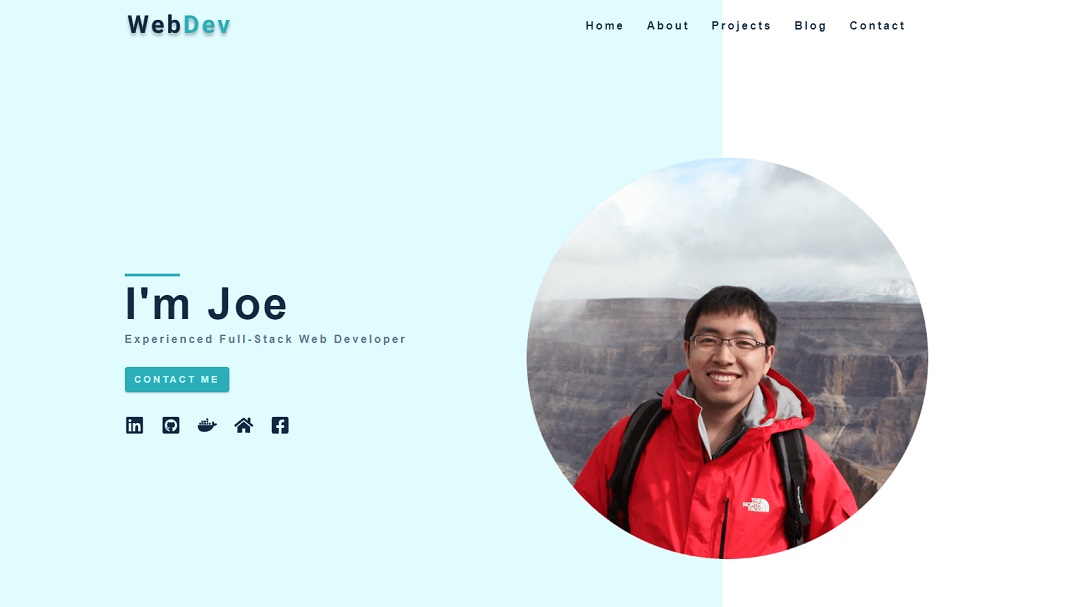 WebDev
Home About Projects Blog Contact
I'm Joe
Experienced Full-Stack Web Developer
CONTACT ME
THE
NORTH
FACE